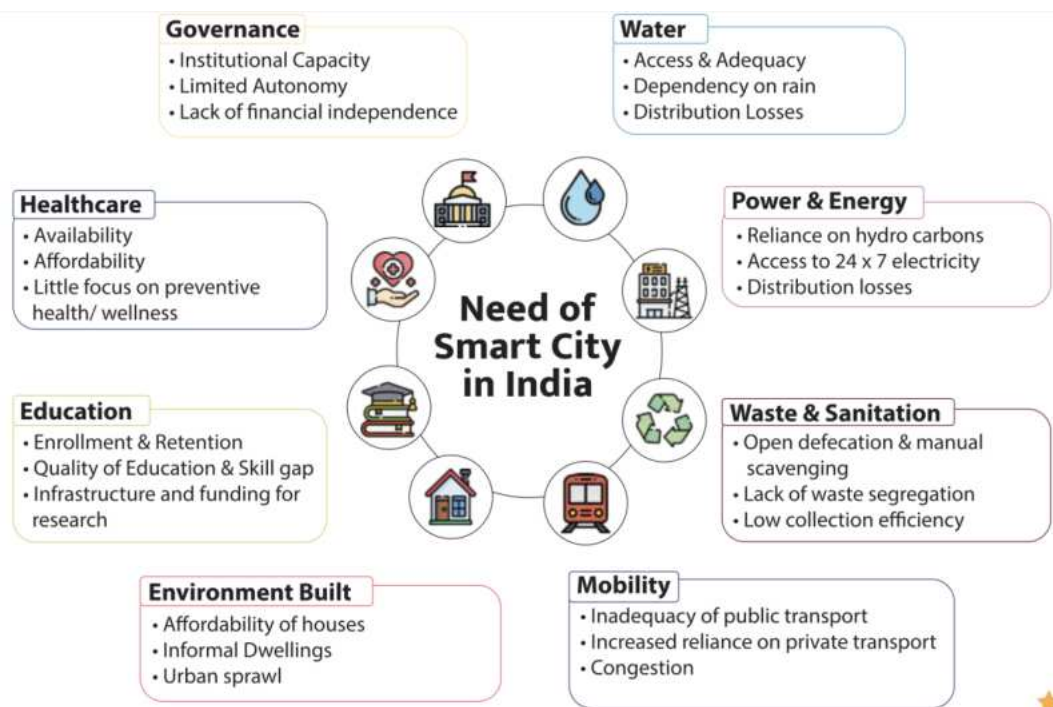 Governance
• Institutional Capacity
• Limited Autonomy
• Lack of financial independence
Water
• Access & Adequacy
• Dependency on rain
• Distribution Losses
Healthcare
• Availability
• Affordability
• Little focus on preventive
health/ wellness
Power & Energy
• Reliance on hydro carbons
• Access to 24 x 7 electricity
• Distribution losses
Need of
Smart City
in India
Education
• Enrollment & Retention
• Quality of Education & Skill gap
• Infrastructure and funding for
research
Waste & Sanitation
• Open defecation & manual
scavenging
• Lack of waste segregation
• Low collection efficiency
Environment Built
• Affordability of houses
• Informal Dwellings
• Urban sprawl
Mobility
• Inadequacy of public transport
• Increased reliance on private transport
• Congestion